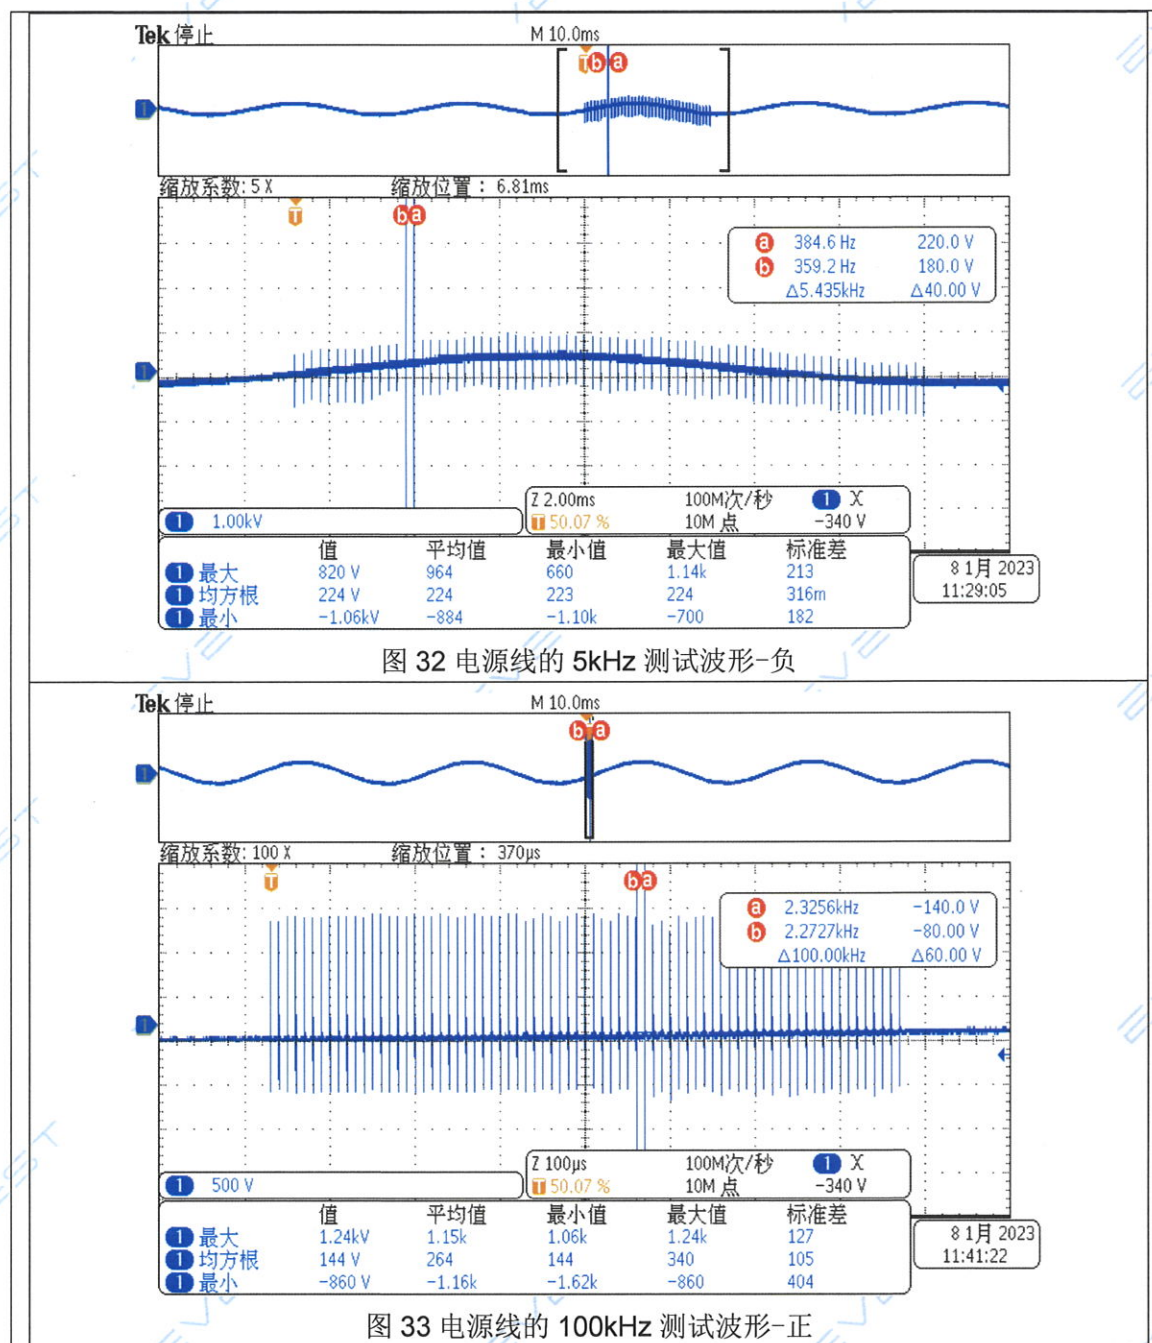 Tek 停止 M 10.0ms
T b a
1
缩放系数: 5 X 缩放位置： 6.81ms
T b a
a 384.6 Hz 220.0 V
b 359.2 Hz 180.0 V
Δ5.435kHz Δ40.00 V
1
Z 2.00ms 100M次/秒 1 X
1 1.00kV T 50.07 % 10M 点 -340 V
值 平均值 最小值 最大值 标准差
1 最大 820 V 964 660 1.14k 213
1 均方根 224 V 224 223 224 316m
1 最小 -1.06kV -884 -1.10k -700 182
8 1月 2023
11:29:05
图 32 电源线的 5kHz 测试波形-负
Tek 停止 M 10.0ms
b T a
1
缩放系数: 100 X 缩放位置： 370µs
T b a
a 2.3256kHz -140.0 V
b 2.2727kHz -80.00 V
Δ100.00kHz Δ60.00 V
1
Z 100µs 100M次/秒 1 X
1 500 V T 50.07 % 10M 点 -340 V
值 平均值 最小值 最大值 标准差
1 最大 1.24kV 1.15k 1.06k 1.24k 127
1 均方根 144 V 264 144 340 105
1 最小 -860 V -1.16k -1.62k -860 404
8 1月 2023
11:41:22
图 33 电源线的 100kHz 测试波形-正